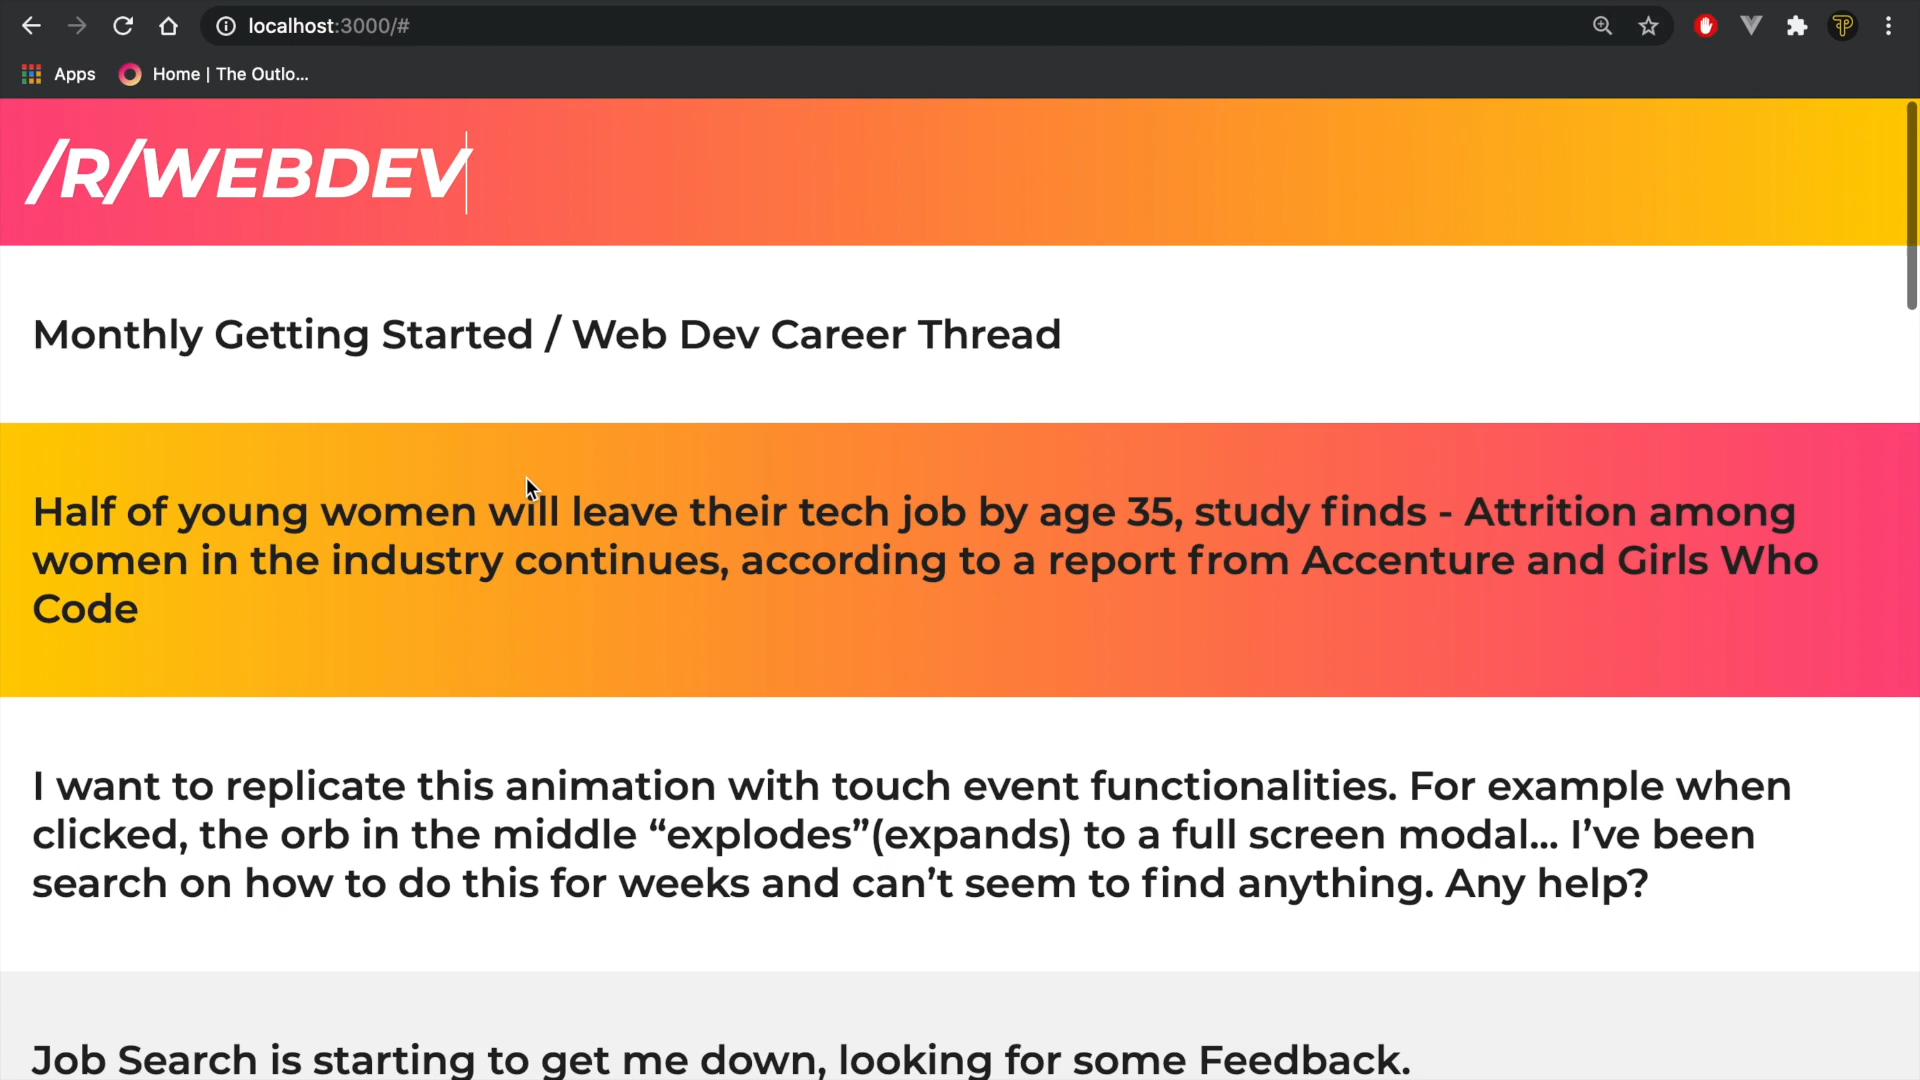 localhost:3000/#
Apps
Home | The Outlo...
/R/WEBDEV
Monthly Getting Started / Web Dev Career Thread
Half of young women will leave their tech job by age 35, study finds - Attrition among
women in the industry continues, according to a report from Accenture and Girls Who
Code
I want to replicate this animation with touch event functionalities. For example when
clicked, the orb in the middle “explodes”(expands) to a full screen modal... I’ve been
search on how to do this for weeks and can’t seem to find anything. Any help?
Job Search is starting to get me down, looking for some Feedback.